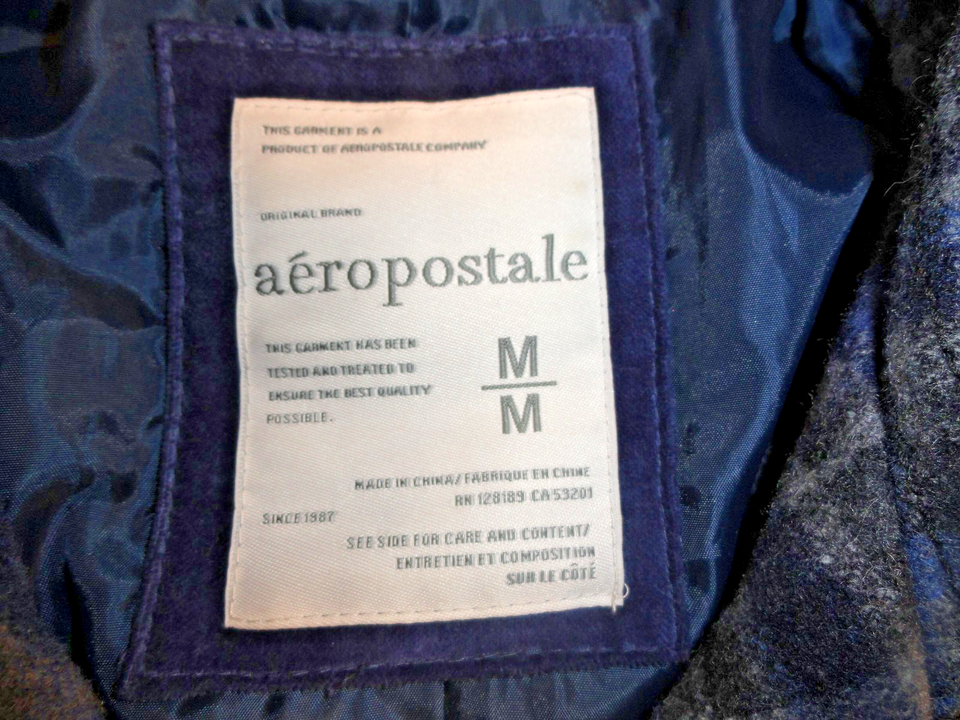 THIS GARMENT IS A
PRODUCT OF AEROPOSTALE COMPANY
ORIGINAL BRAND
aéropostale
THIS GARMENT HAS BEEN
TESTED AND TREATED TO
ENSURE THE BEST QUALITY
POSSIBLE.
M
M
MADE IN CHINA/FABRIQUE EN CHINE
RN 128189 CA 53201
SINCE 1987
SEE SIDE FOR CARE AND CONTENT/
ENTRETIEN ET COMPOSITION
SUR LE CÔTÉ